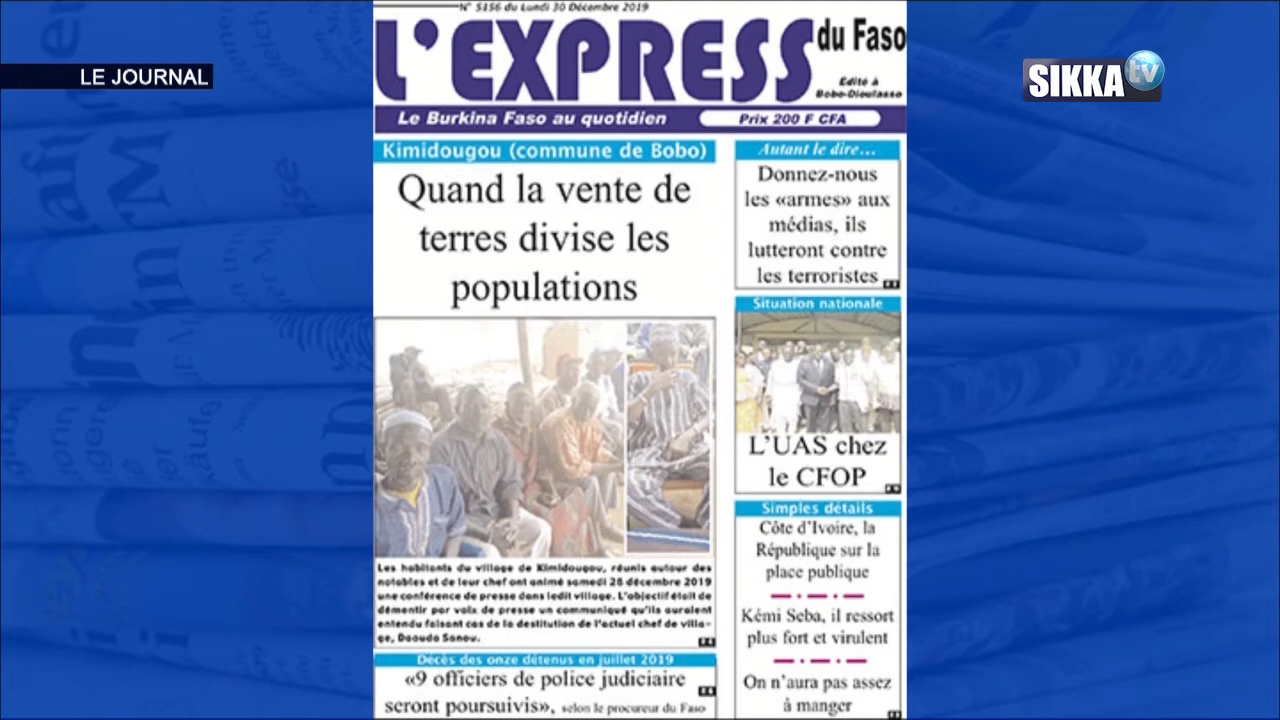 LE JOURNAL
SIKKA tv
N° 5156 du Lundi 30 Décembre 2019
L'EXPRESS
du Faso
Edité à
Bobo-Dioulasso
Le Burkina Faso au quotidien
Prix 200 F CFA
Kimidougou (commune de Bobo)
Quand la vente de
terres divise les
populations
Les habitants du village de Kimidougou, réunis autour des
notables et de leur chef ont animé samedi 28 décembre 2019
une conférence de presse dans ledit village. L'objectif était de
démentir par voix de presse un communiqué qu'ils auraient
entendu faisant cas de la destitution de l'actuel chef de villa-
ge, Daouda Sanou.
Décès des onze détenus en juillet 2019
«9 officiers de police judiciaire
seront poursuivis», selon le procureur du Faso
Autant le dire...
Donnez-nous
les «armes» aux
médias, ils
lutteront contre
les terroristes
Situation nationale
L'UAS chez
le CFOP
Simples détails
Côte d'Ivoire, la
République sur la
place publique
Kémi Seba, il ressort
plus fort et virulent
On n'aura pas assez
à manger